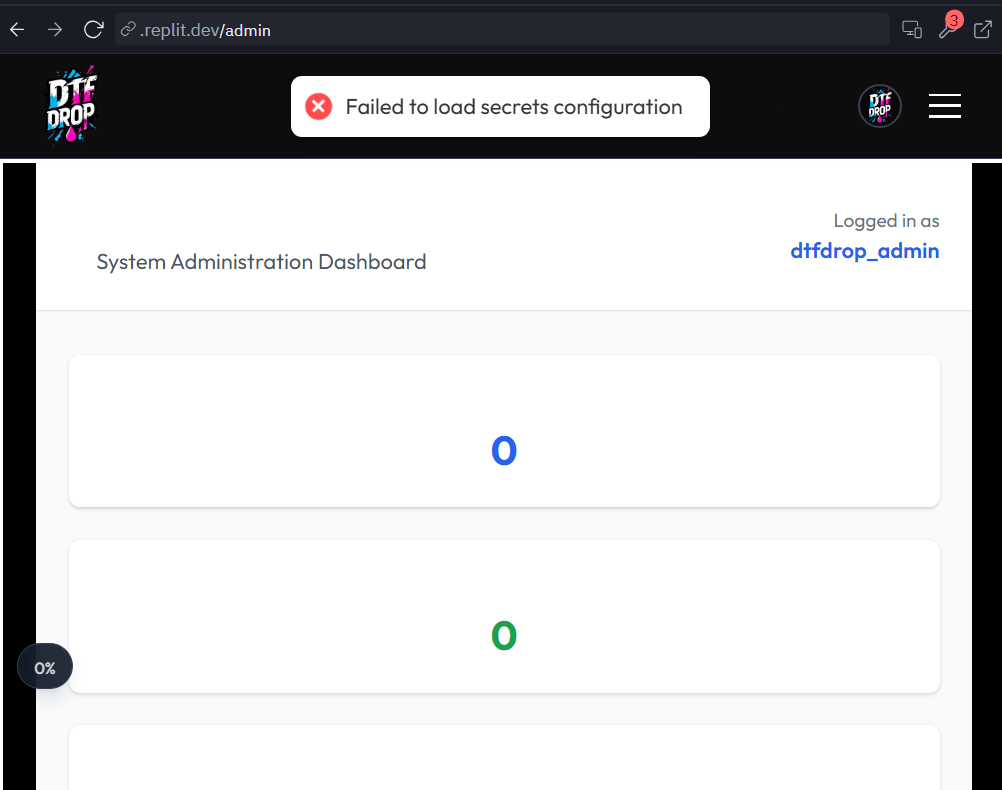 .replit.dev/admin
3
DTF
DROP
Failed to load secrets configuration
DTF
DROP
Logged in as
dtfdrop_admin
System Administration Dashboard
0
0
0%